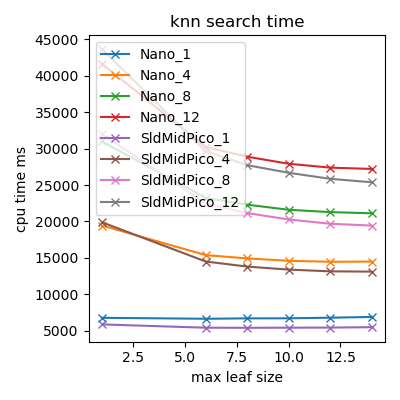 knn search time
45000
40000
35000
30000
25000
20000
15000
10000
5000
cpu time ms
Nano_1
Nano_4
Nano_8
Nano_12
SldMidPico_1
SldMidPico_4
SldMidPico_8
SldMidPico_12
2.5 5.0 7.5 10.0 12.5
max leaf size